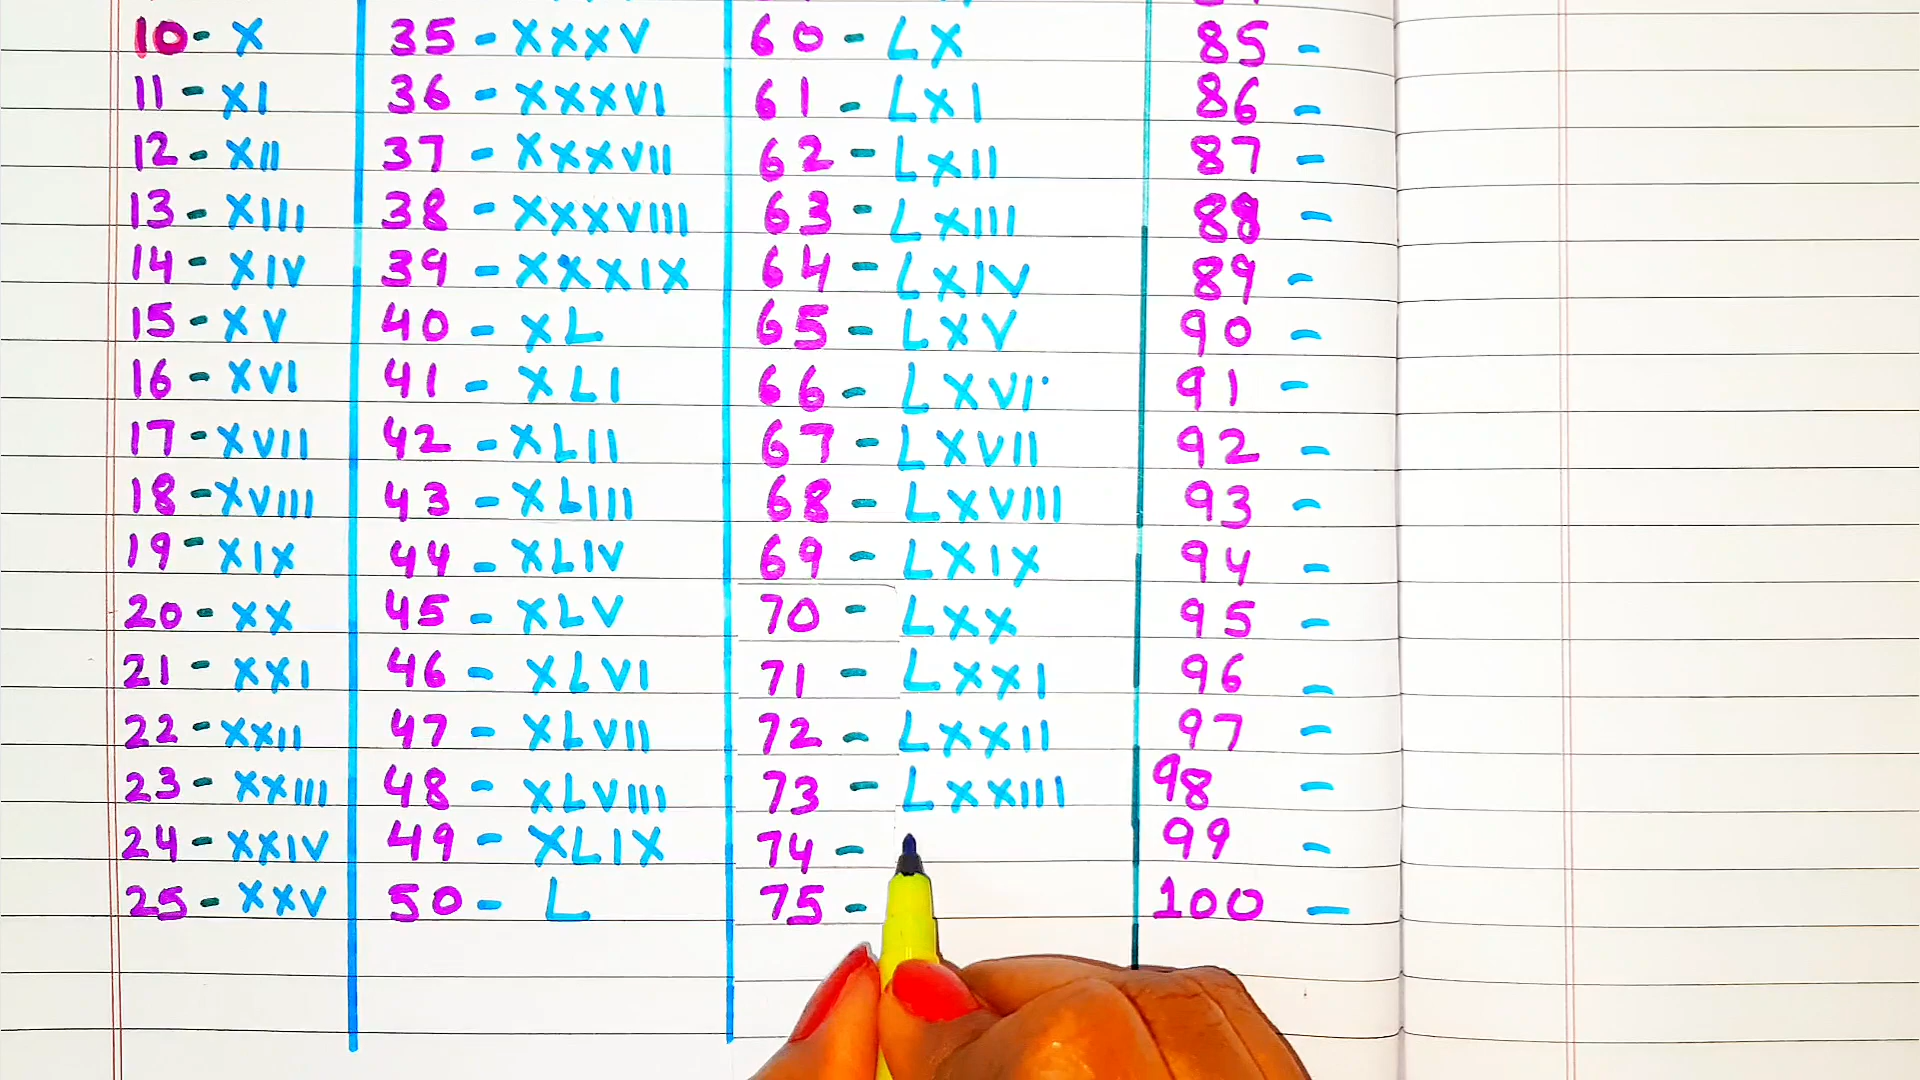 10- X
11- XI
12- XII
13- XIII
14- XIV
15- XV
16- XVI
17- XVII
18- XVIII
19- XIX
20- XX
21- XXI
22- XXII
23- XXIII
24- XXIV
25- XXV
35- XXXV
36- XXXVI
37- XXXVII
38- XXXVIII
39- XXXIX
40- XL
41- XLI
42- XLII
43- XLIII
44- XLIV
45- XLV
46- XLVI
47- XLVII
48- XLVIII
49- XLIX
50- L
60- LX
61- LXI
62- LXII
63- LXIII
64- LXIV
65- LXV
66- LXVI
67- LXVII
68- LXVIII
69- LXIX
70- LXX
71- LXXI
72- LXXII
73- LXXIII
74-
75-
85-
86-
87-
88-
89-
90-
91-
92-
93-
94-
95-
96-
97-
98-
99-
100-